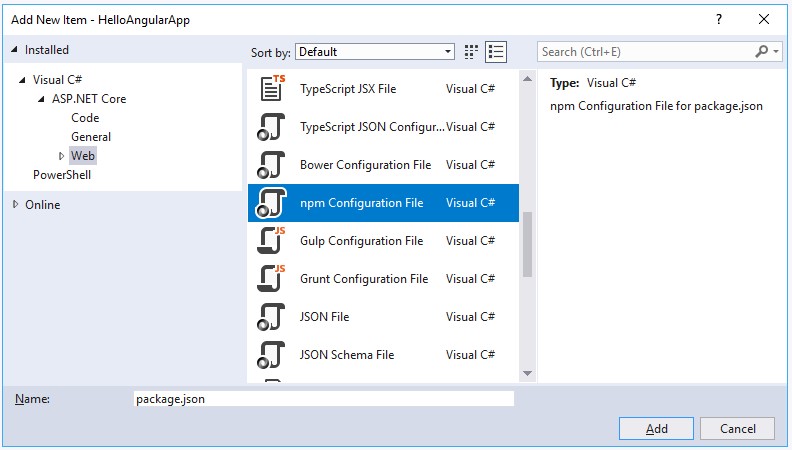 Add New Item - HelloAngularApp
?
Installed
Sort by: Default
Search (Ctrl+E)
Visual C#
ASP.NET Core
Code
General
Web
PowerShell
Online
TS TypeScript JSX File Visual C#
TypeScript JSON Configur... Visual C#
Bower Configuration File Visual C#
npm Configuration File Visual C#
JS Gulp Configuration File Visual C#
JS Grunt Configuration File Visual C#
JSON File Visual C#
JSON Schema File Visual C#
Type: Visual C#
npm Configuration File for package.json
Name: package.json
Add Cancel